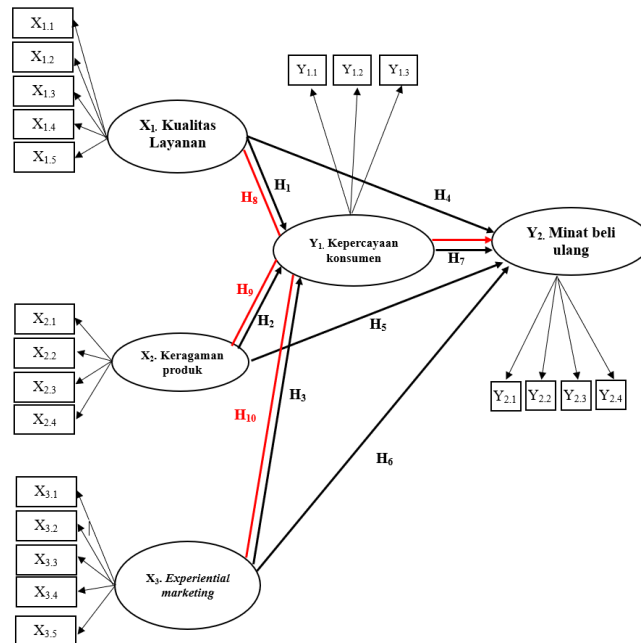 X1.1
X1.2
X1.3
X1.4
X1.5
X1. Kualitas
Layanan
Y1.1
Y1.2
Y1.3
H1
H8
H4
Y1. Kepercayaan
konsumen
Y2. Minat beli
ulang
H7
H9
H2
H5
X2.1
X2.2
X2.3
X2.4
X2. Keragaman
produk
Y2.1
Y2.2
Y2.3
Y2.4
H3
H10
H6
X3.1
X3.2
X3.3
X3.4
X3.5
X3. Experiential
marketing